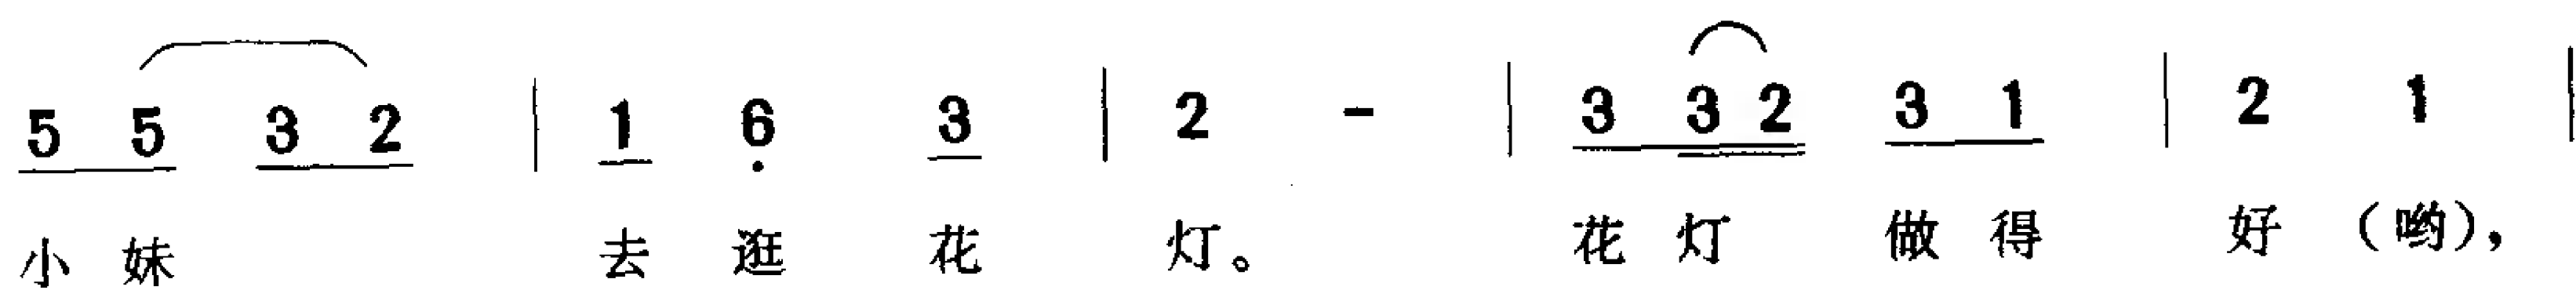 5 5 3 2 | 1 6 3 | 2 - | 3 3 2 3 1 | 2 1 |
小 妹 去 逛 花 灯。 花 灯 做 得 好 (哟),